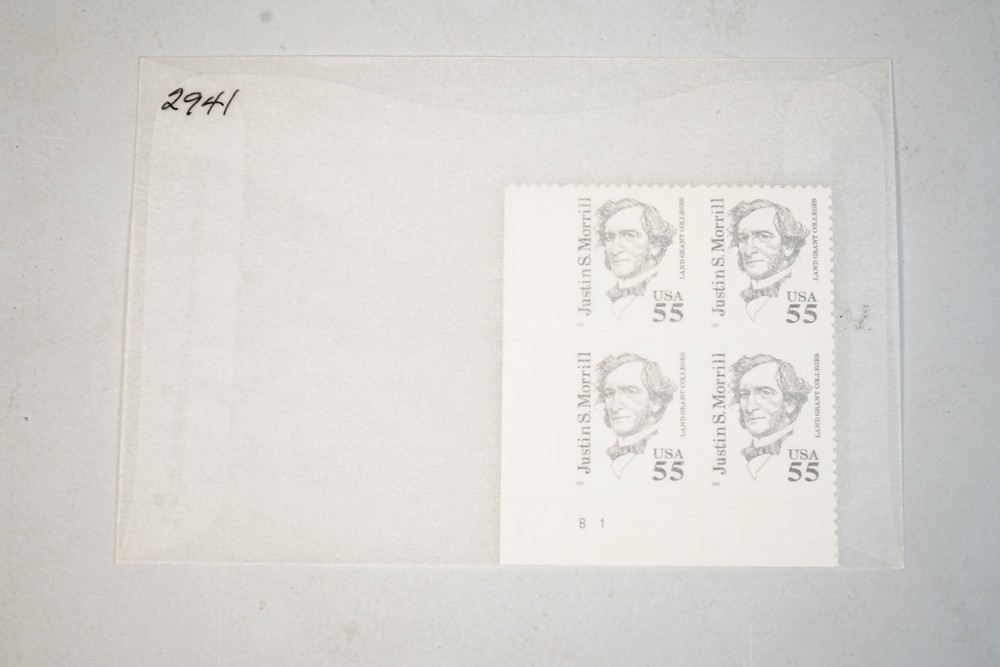 2941
Justin S. Morrill
LAND GRANT COLLEGES
USA
55
Justin S. Morrill
LAND GRANT COLLEGES
USA
55
Justin S. Morrill
LAND GRANT COLLEGES
USA
55
Justin S. Morrill
LAND GRANT COLLEGES
USA
55
B 1